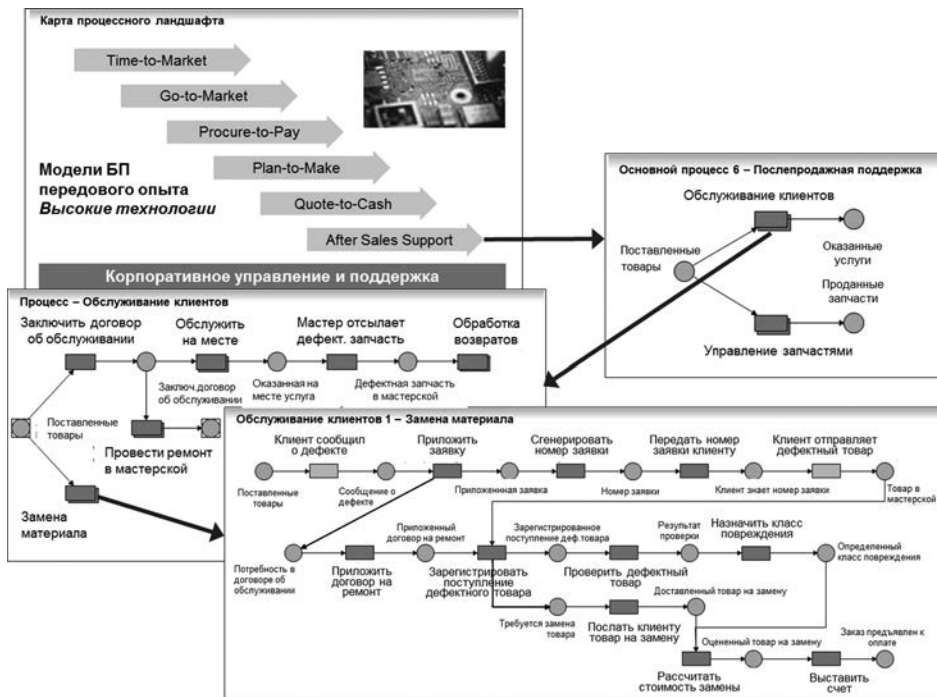 Карта процессного ландшафта
Time-to-Market
Go-to-Market
Procure-to-Pay
Plan-to-Make
Quote-to-Cash
After Sales Support
Модели БП
передового опыта
Высокие технологии
Корпоративное управление и поддержка
Основной процесс 6 – Послепродажная поддержка
Обслуживание клиентов
Поставленные
товары
Оказанные
услуги
Проданные
запчасти
Управление запчастями
Процесс – Обслуживание клиентов
Заключить договор
об обслуживании
Обслужить
на месте
Мастер отсылает
дефект. запчасть
Обработка
возвратов
Заключ.договор
об обслуживании
Оказанная на
месте услуга
Дефектная запчасть
в мастерской
Поставленные
товары
Провести ремонт
в мастерской
Замена
материала
Обслуживание клиентов 1 – Замена материала
Клиент сообщил
о дефекте
Приложить
заявку
Сгенерировать
номер заявки
Передать номер
заявки клиенту
Клиент отправляет
дефектный товар
Поставленные
товары
Сообщение о
дефекте
Приложеннная заявка
Номер заявки
Клиент знает номер заявки
Товар в
мастерской
Приложенный
договор на ремонт
Зарегистрированное
поступление деф.товара
Результат
проверки
Назначить класс
повреждения
Потребность в
договоре об
обслуживании
Приложить
договор на
ремонт
Зарегистрировать
поступление
дефектного товара
Проверить дефектный
товар
Определенный
класс повреждения
Требуется замена
товара
Послать клиенту
товар на замену
Доставленный товар на замену
Рассчитать
стоимость замены
Оцененный товар на замену
Выставить
счет
Заказ предъявлен к
оплате